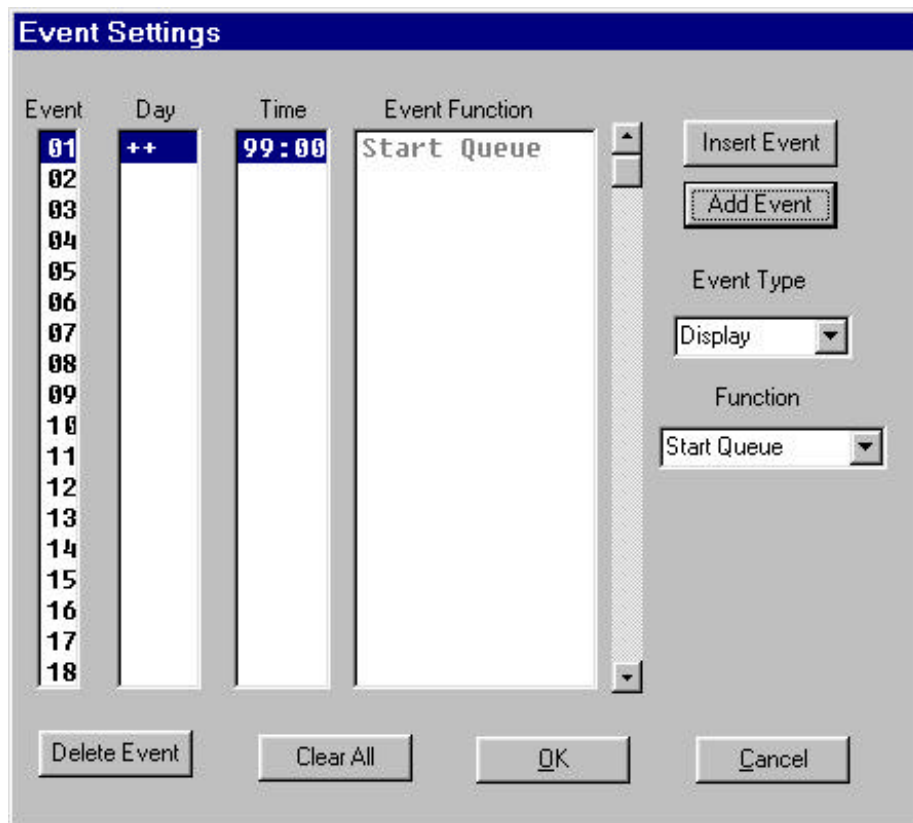 Event Settings
Event Day Time Event Function
01 ++ 99:00 Start Queue
02
03
04
05
06
07
08
09
10
11
12
13
14
15
16
17
18
Insert Event
Add Event
Event Type
Display
Function
Start Queue
Delete Event Clear All OK Cancel